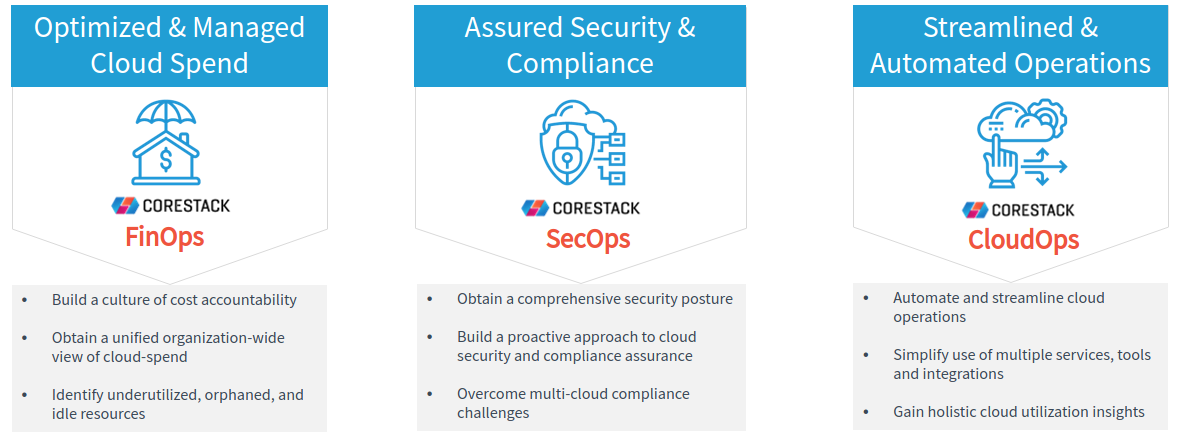 Optimized & Managed
Cloud Spend
$
CORESTACK
FinOps
• Build a culture of cost accountability
• Obtain a unified organization-wide
view of cloud-spend
• Identify underutilized, orphaned, and
idle resources
Assured Security &
Compliance
CORESTACK
SecOps
• Obtain a comprehensive security posture
• Build a proactive approach to cloud
security and compliance assurance
• Overcome multi-cloud compliance
challenges
Streamlined &
Automated Operations
CORESTACK
CloudOps
• Automate and streamline cloud
operations
• Simplify use of multiple services, tools
and integrations
• Gain holistic cloud utilization insights